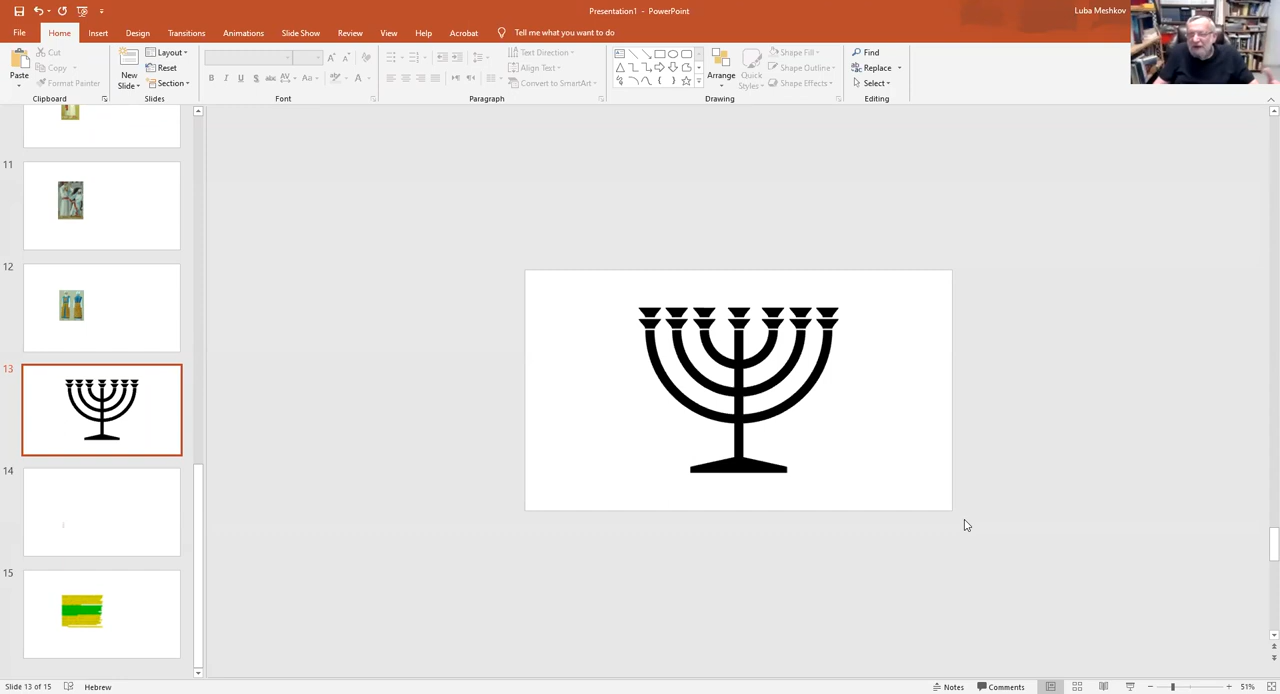 Presentation1 - PowerPoint
Luba Meshkov
File Home Insert Design Transitions Animations Slide Show Review View Help Acrobat Tell me what you want to do
Paste
Cut
Copy
Format Painter
Clipboard
New Slide
Layout
Reset
Section
Slides
B I U S abc AV Aa A
Font
Text Direction
Align Text
Convert to SmartArt
Paragraph
Arrange
Quick Styles
Shape Fill
Shape Outline
Shape Effects
Drawing
Find
Replace
Select
Editing
11
12
13
14
15
Slide 13 of 15 Hebrew Notes Comments 51%